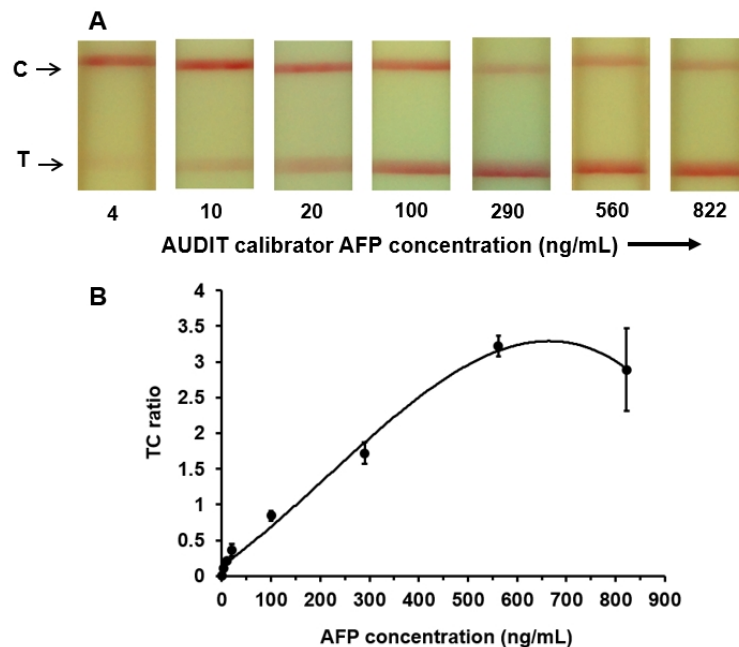 A
C →
T →
4 10 20 100 290 560 822
AUDIT calibrator AFP concentration (ng/mL) →
B
4
3.5
3
2.5
2
1.5
1
0.5
0
TC ratio
0 100 200 300 400 500 600 700 800 900
AFP concentration (ng/mL)